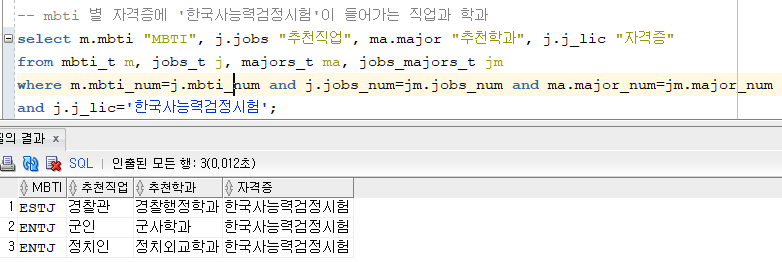 -- mbti 별 자격증에 '한국사능력검정시험'이 들어가는 직업과 학과
select m.mbti "MBTI", j.jobs "추천직업", ma.major "추천학과", j.j_lic "자격증"
from mbti_t m, jobs_t j, majors_t ma, jobs_majors_t jm
where m.mbti_num=j.mbti_num and j.jobs_num=jm.jobs_num and ma.major_num=jm.major_num
and j.j_lic='한국사능력검정시험';
질의 결과 x
SQL | 인출된 모든 행: 3(0,012초)
MBTI 추천직업 추천학과 자격증
1 ESTJ 경찰관 경찰행정학과 한국사능력검정시험
2 ENTJ 군인 군사학과 한국사능력검정시험
3 ENTJ 정치인 정치외교학과 한국사능력검정시험